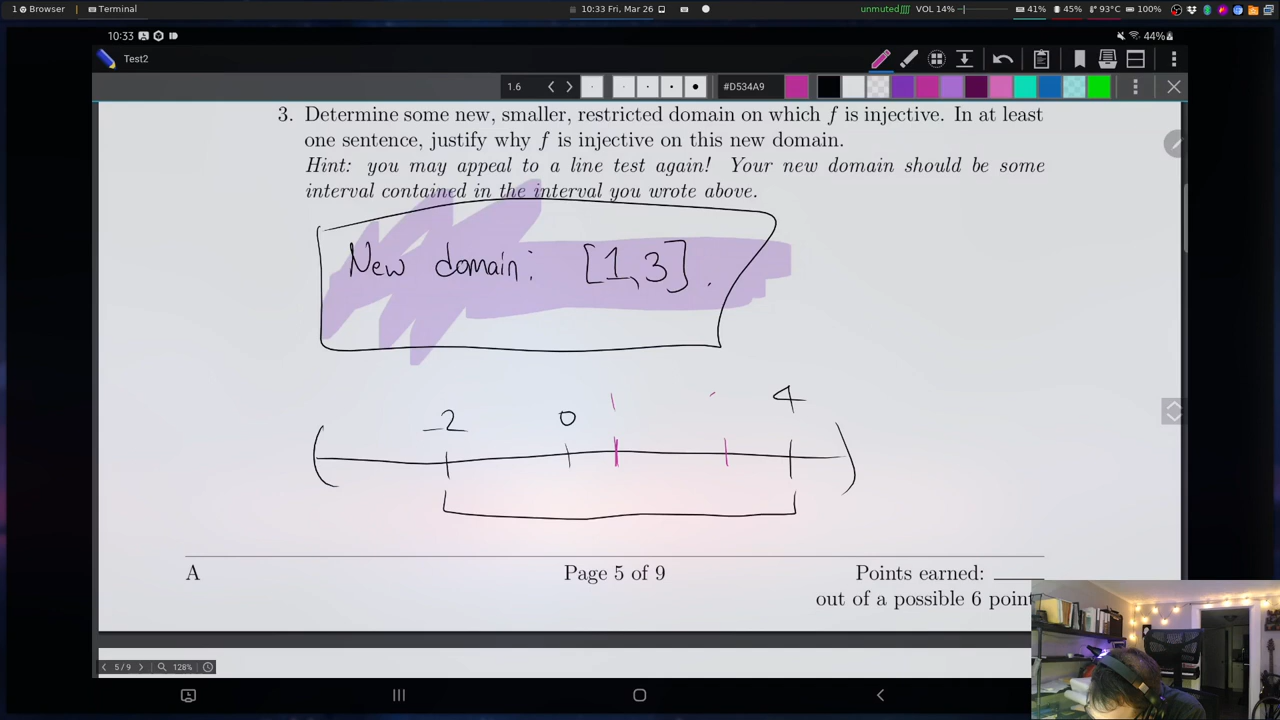 1 Browser Terminal 10:33 Fri, Mar 26 unmuted VOL 14% 41% 45% 93°C 100%
10:33 44%
Test2
1.6 #D534A9
3. Determine some new, smaller, restricted domain on which f is injective. In at least
one sentence, justify why f is injective on this new domain.
Hint: you may appeal to a line test again! Your new domain should be some
interval contained in the interval you wrote above.
New domain: [1,3].
-2 0 1 4
A Page 5 of 9 Points earned:
out of a possible 6 point
5/9 128%